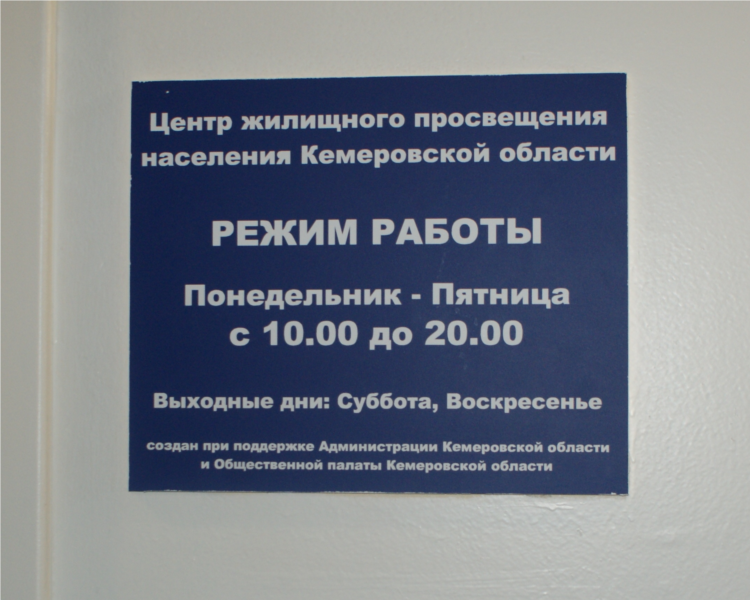 Центр жилищного просвещения
населения Кемеровской области
РЕЖИМ РАБОТЫ
Понедельник - Пятница
с 10.00 до 20.00
Выходные дни: Суббота, Воскресенье
создан при поддержке Администрации Кемеровской области
и Общественной палаты Кемеровской области